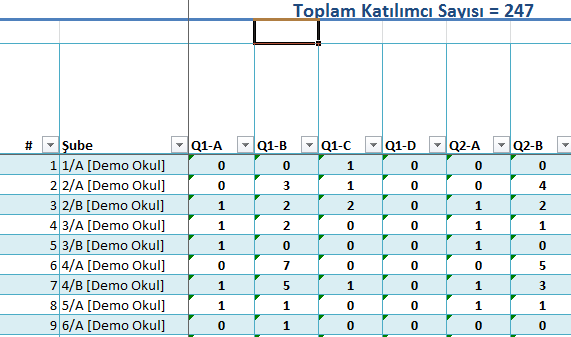 Toplam Katılımcı Sayısı = 247
# Şube Q1-A Q1-B Q1-C Q1-D Q2-A Q2-B
1 1/A [Demo Okul] 0 0 1 0 0 0
2 2/A [Demo Okul] 0 3 1 0 0 4
3 2/B [Demo Okul] 1 2 2 0 1 2
4 3/A [Demo Okul] 1 2 0 0 1 1
5 3/B [Demo Okul] 1 0 0 0 1 0
6 4/A [Demo Okul] 0 7 0 0 0 5
7 4/B [Demo Okul] 1 5 1 0 1 3
8 5/A [Demo Okul] 1 1 0 0 1 1
9 6/A [Demo Okul] 0 1 0 0 0 0